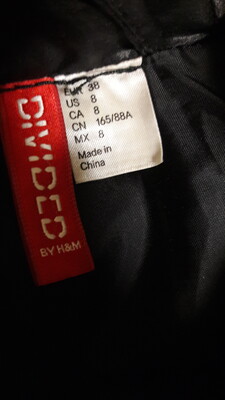 EUR 38
US 8
CA 8
CN 165/88A
MX 8
Made in
China
DIVIDED
BY H&M